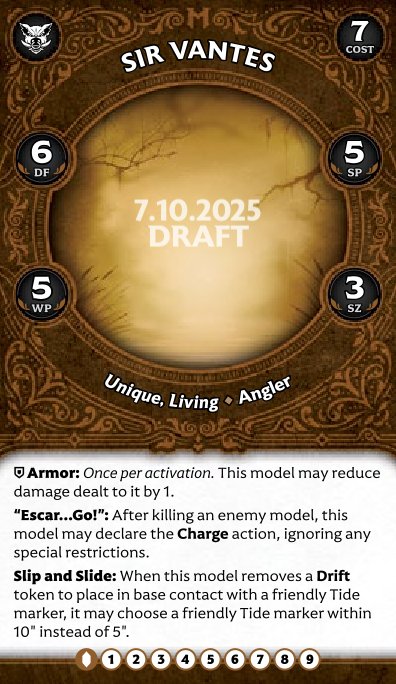 SIR VANTES
7
COST
6
DF
5
SP
7.10.2025
DRAFT
5
WP
3
SZ
Unique, Living • Angler
Armor: Once per activation. This model may reduce
damage dealt to it by 1.
“Escar...Go!”: After killing an enemy model, this
model may declare the Charge action, ignoring any
special restrictions.
Slip and Slide: When this model removes a Drift
token to place in base contact with a friendly Tide
marker, it may choose a friendly Tide marker within
10" instead of 5".
1 2 3 4 5 6 7 8 9